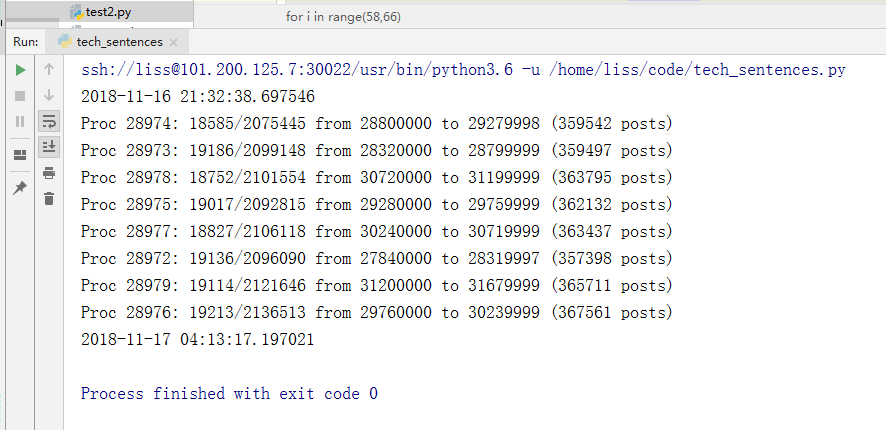 test2.py
for i in range(58,66)
Run:
tech_sentences
ssh://liss@101.200.125.7:30022/usr/bin/python3.6 -u /home/liss/code/tech_sentences.py
2018-11-16 21:32:38.697546
Proc 28974: 18585/2075445 from 28800000 to 29279998 (359542 posts)
Proc 28973: 19186/2099148 from 28320000 to 28799999 (359497 posts)
Proc 28978: 18752/2101554 from 30720000 to 31199999 (363795 posts)
Proc 28975: 19017/2092815 from 29280000 to 29759999 (362132 posts)
Proc 28977: 18827/2106118 from 30240000 to 30719999 (363437 posts)
Proc 28972: 19136/2096090 from 27840000 to 28319997 (357398 posts)
Proc 28979: 19114/2121646 from 31200000 to 31679999 (365711 posts)
Proc 28976: 19213/2136513 from 29760000 to 30239999 (367561 posts)
2018-11-17 04:13:17.197021
Process finished with exit code 0